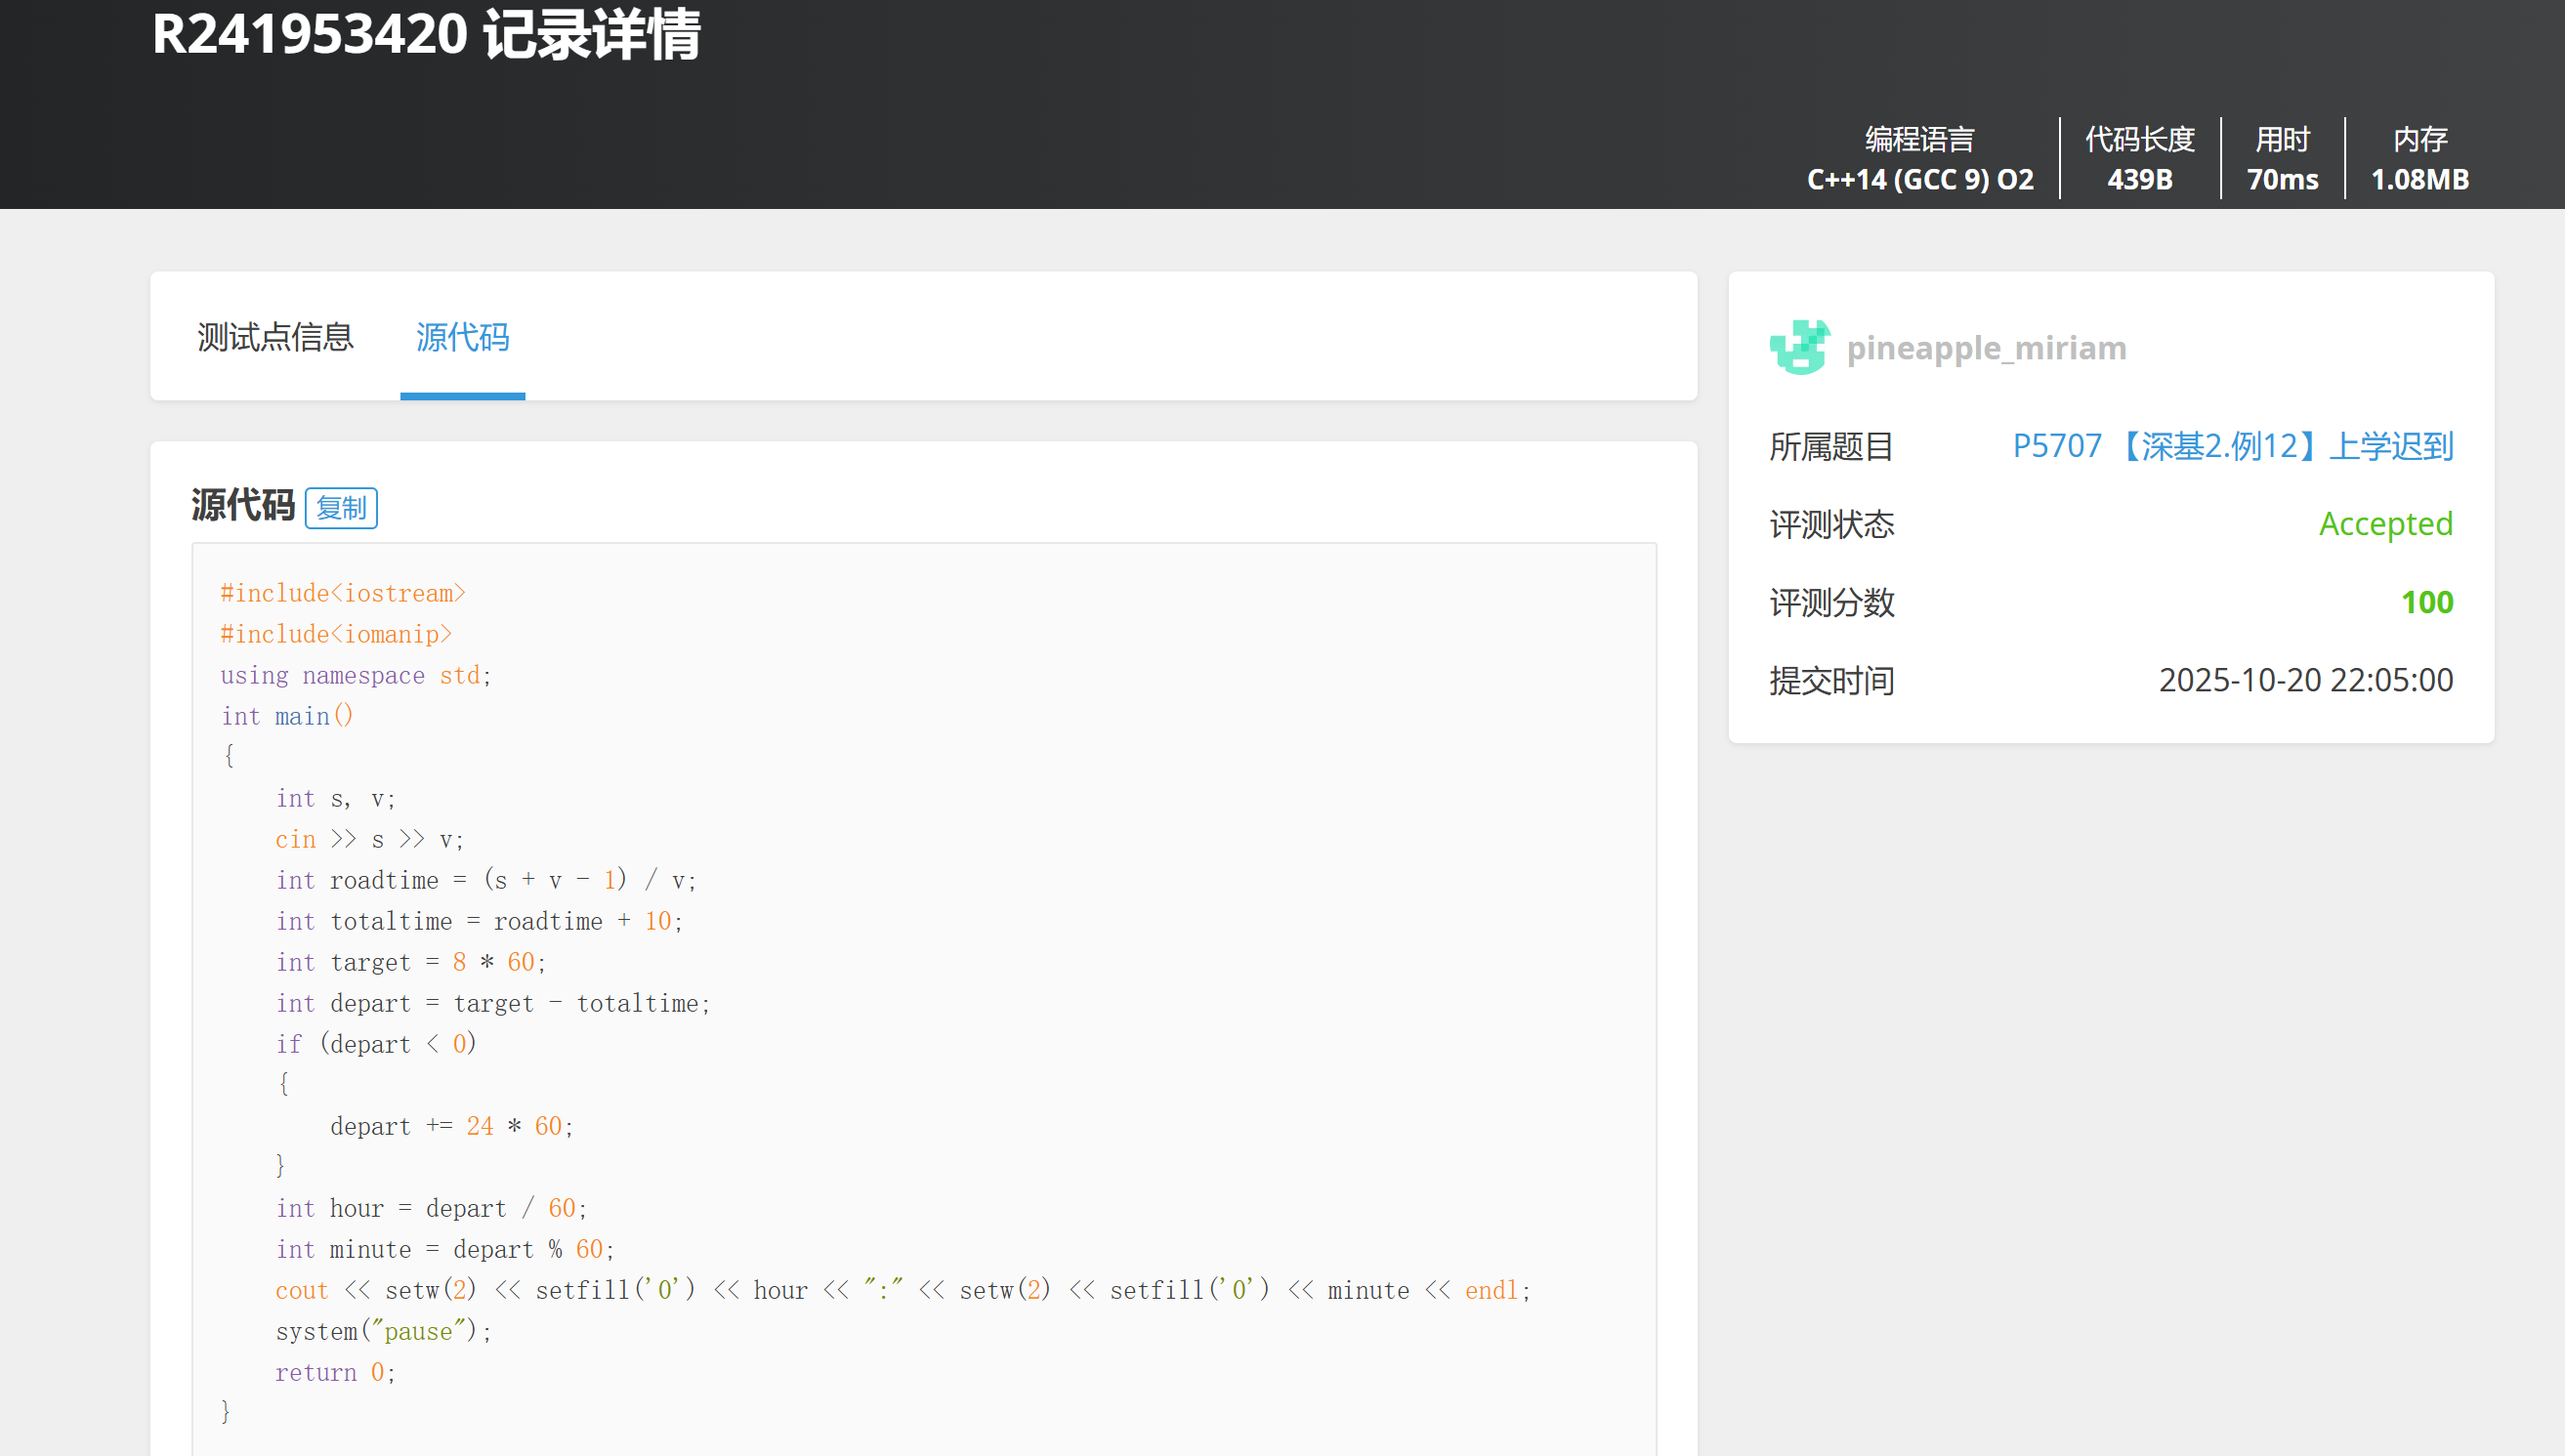 R241953420 记录详情
编程语言
C++14 (GCC 9) O2
代码长度
439B
用时
70ms
内存
1.08MB
测试点信息
源代码
源代码 复制
#include<iostream>
#include<iomanip>
using namespace std;
int main()
{
    int s, v;
    cin >> s >> v;
    int roadtime = (s + v - 1) / v;
    int totaltime = roadtime + 10;
    int target = 8 * 60;
    int depart = target - totaltime;
    if (depart < 0)
    {
        depart += 24 * 60;
    }
    int hour = depart / 60;
    int minute = depart % 60;
    cout << setw(2) << setfill('0') << hour << ":" << setw(2) << setfill('0') << minute << endl;
    system("pause");
    return 0;
}
pineapple_miriam
所属题目 P5707 【深基2.例12】上学迟到
评测状态 Accepted
评测分数 100
提交时间 2025-10-20 22:05:00